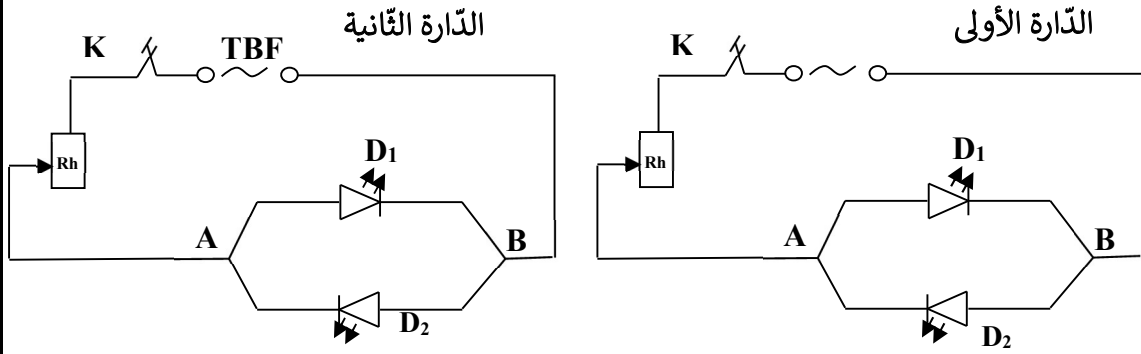 الدّارة الأولى
K
Rh
D1
A
B
D2
الدّارة الثّانية
K
TBF
Rh
D1
A
B
D2